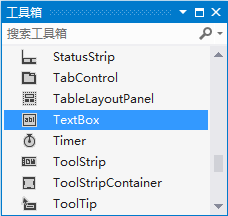 工具箱
搜索工具箱
StatusStrip
TabControl
TableLayoutPanel
TextBox
Timer
ToolStrip
ToolStripContainer
ToolTip